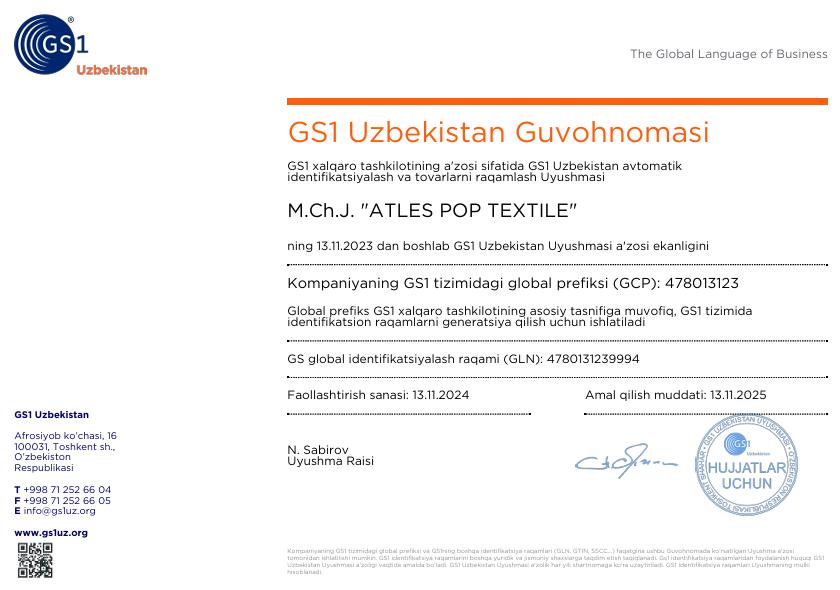 GS1
®
Uzbekistan
The Global Language of Business
GS1 Uzbekistan Guvohnomasi
GS1 xalqaro tashkilotining a'zosi sifatida GS1 Uzbekistan avtomatik
identifikatsiyalash va tovarlarni raqamlash Uyushmasi
M.Ch.J. "ATLES POP TEXTILE"
ning 13.11.2023 dan boshlab GS1 Uzbekistan Uyushmasi a'zosi ekanligini
Kompaniyaning GS1 tizimidagi global prefiksi (GCP): 478013123
Global prefiks GS1 xalqaro tashkilotining asosiy tasnifiga muvofiq, GS1 tizimida
identifikatsion raqamlarni generatsiya qilish uchun ishlatiladi
GS global identifikatsiyalash raqami (GLN): 4780131239994
Faollashtirish sanasi: 13.11.2024
Amal qilish muddati: 13.11.2025
GS1 Uzbekistan
Afrosiyob ko'chasi, 16
100031, Toshkent sh.,
O'zbekiston
Respublikasi
T +998 71 252 66 04
F +998 71 252 66 05
E info@gs1uz.org
www.gs1uz.org
N. Sabirov
Uyushma Raisi
GS1 UZBEKISTAN UYUSHMASI • O'ZBEKISTON RESPUBLIKASI TOSHKENT SHAHAR
GS1
Uzbekistan
HUJJATLAR
UCHUN
Kompaniyaning GS1 tizimidagi global prefiksi va GS1ning boshqa identifikatsiya raqamlari (GLN, GTIN, SSCC...) faqatgina ushbu Guvohnomada ko'rsatilgan Uyushma a'zosi
tomonidan ishlatilishi mumkin. GS1 identifikatsiya raqamlarini boshqa yuridik va jismoniy shaxslarga taqdim etish taqiqlanadi. Gs1 identifikatsiya raqamlaridan foydalanish huquqi GS1
Uzbekistan Uyushmasi a'zoligi vaqtida amalda bo'ladi. GS1 Uzbekistan Uyushmasi a'zolik har yili shartnomaga ko'ra uzaytiriladi. GS1 identifikatsiya raqamlari Uyushmaning mulki
hisoblanadi.